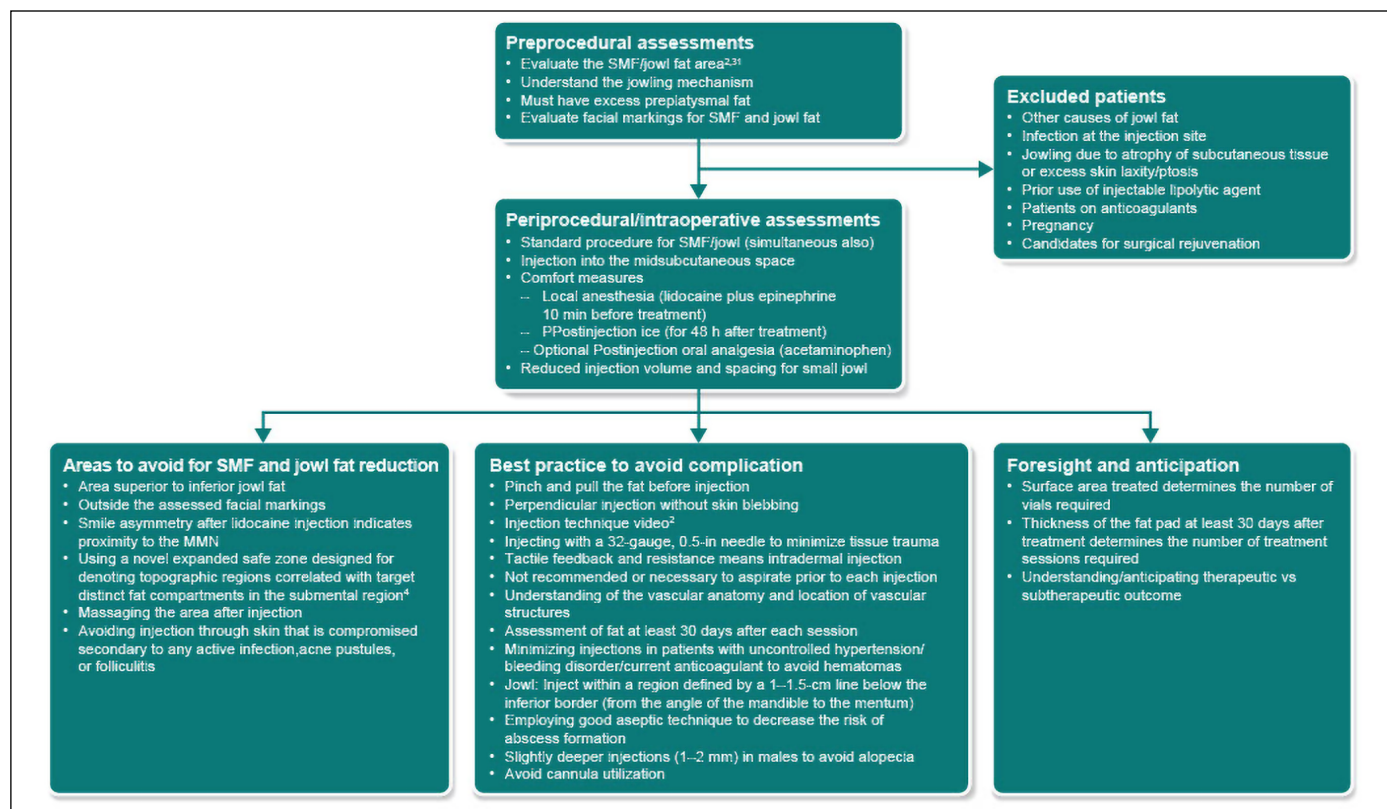 Preprocedural assessments
• Evaluate the SMF/jowl fat area2,31
• Understand the jowling mechanism
• Must have excess preplatysmal fat
• Evaluate facial markings for SMF and jowl fat
Excluded patients
• Other causes of jowl fat
• Infection at the injection site
• Jowling due to atrophy of subcutaneous tissue
or excess skin laxity/ptosis
• Prior use of injectable lipolytic agent
• Patients on anticoagulants
• Pregnancy
• Candidates for surgical rejuvenation
Periprocedural/intraoperative assessments
• Standard procedure for SMF/jowl (simultaneous also)
• Injection into the midsubcutaneous space
• Comfort measures
– Local anesthesia (lidocaine plus epinephrine
10 min before treatment)
– PPostinjection ice (for 48 h after treatment)
– Optional Postinjection oral analgesia (acetaminophen)
• Reduced injection volume and spacing for small jowl
Areas to avoid for SMF and jowl fat reduction
• Area superior to inferior jowl fat
• Outside the assessed facial markings
• Smile asymmetry after lidocaine injection indicates
proximity to the MMN
• Using a novel expanded safe zone designed for
denoting topographic regions correlated with target
distinct fat compartments in the submental region4
• Massaging the area after injection
• Avoiding injection through skin that is compromised
secondary to any active infection,acne pustules,
or folliculitis
Best practice to avoid complication
• Pinch and pull the fat before injection
• Perpendicular injection without skin blebbing
• Injection technique video2
• Injecting with a 32-gauge, 0.5-in needle to minimize tissue trauma
• Tactile feedback and resistance means intradermal injection
• Not recommended or necessary to aspirate prior to each injection
• Understanding of the vascular anatomy and location of vascular
structures
• Assessment of fat at least 30 days after each session
• Minimizing injections in patients with uncontrolled hypertension/
bleeding disorder/current anticoagulant to avoid hematomas
• Jowl: Inject within a region defined by a 1–1.5-cm line below the
inferior border (from the angle of the mandible to the mentum)
• Employing good aseptic technique to decrease the risk of
abscess formation
• Slightly deeper injections (1–2 mm) in males to avoid alopecia
• Avoid cannula utilization
Foresight and anticipation
• Surface area treated determines the number of
vials required
• Thickness of the fat pad at least 30 days after
treatment determines the number of treatment
sessions required
• Understanding/anticipating therapeutic vs
subtherapeutic outcome